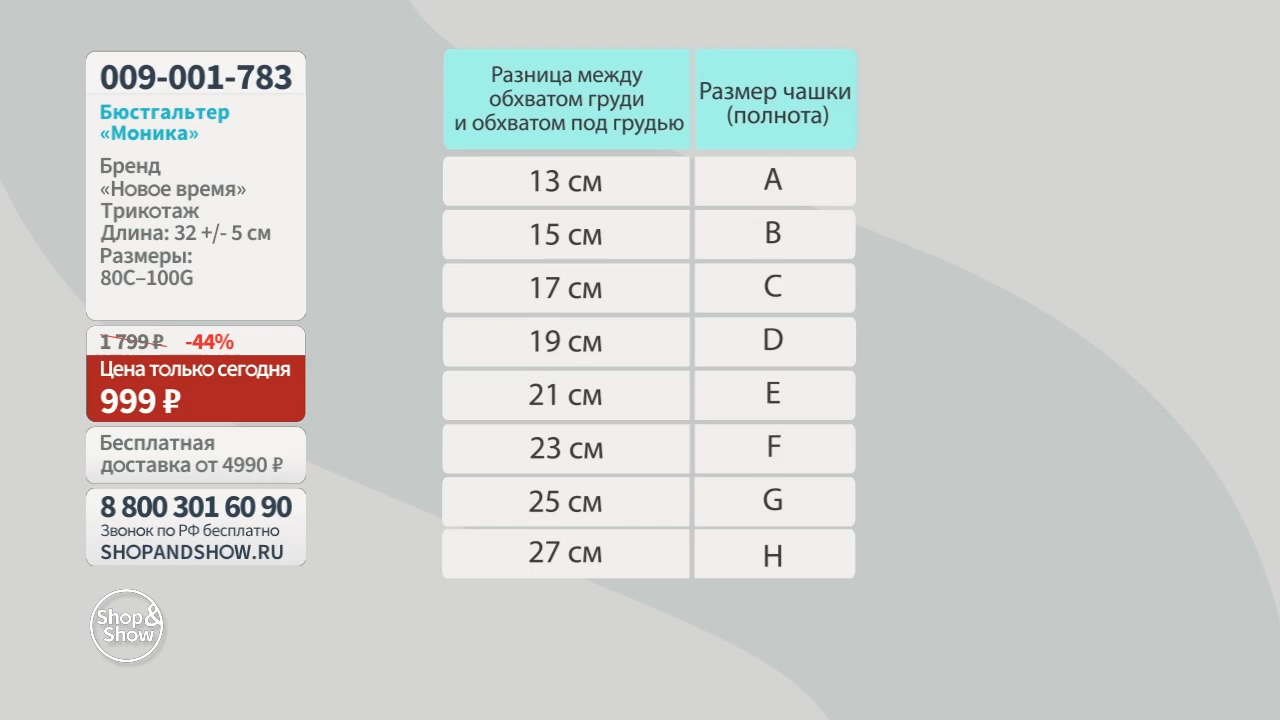 009-001-783
Бюстгальтер
«Моника»
Бренд
«Новое время»
Трикотаж
Длина: 32 +/- 5 см
Размеры:
80C–100G
1 799 ₽ -44%
Цена только сегодня
999 ₽
Бесплатная
доставка от 4990 ₽
8 800 301 60 90
Звонок по РФ бесплатно
SHOPANDSHOW.RU
Shop&
Show
Разница между
обхватом груди
и обхватом под грудью
Размер чашки
(полнота)
13 см A
15 см B
17 см C
19 см D
21 см E
23 см F
25 см G
27 см H